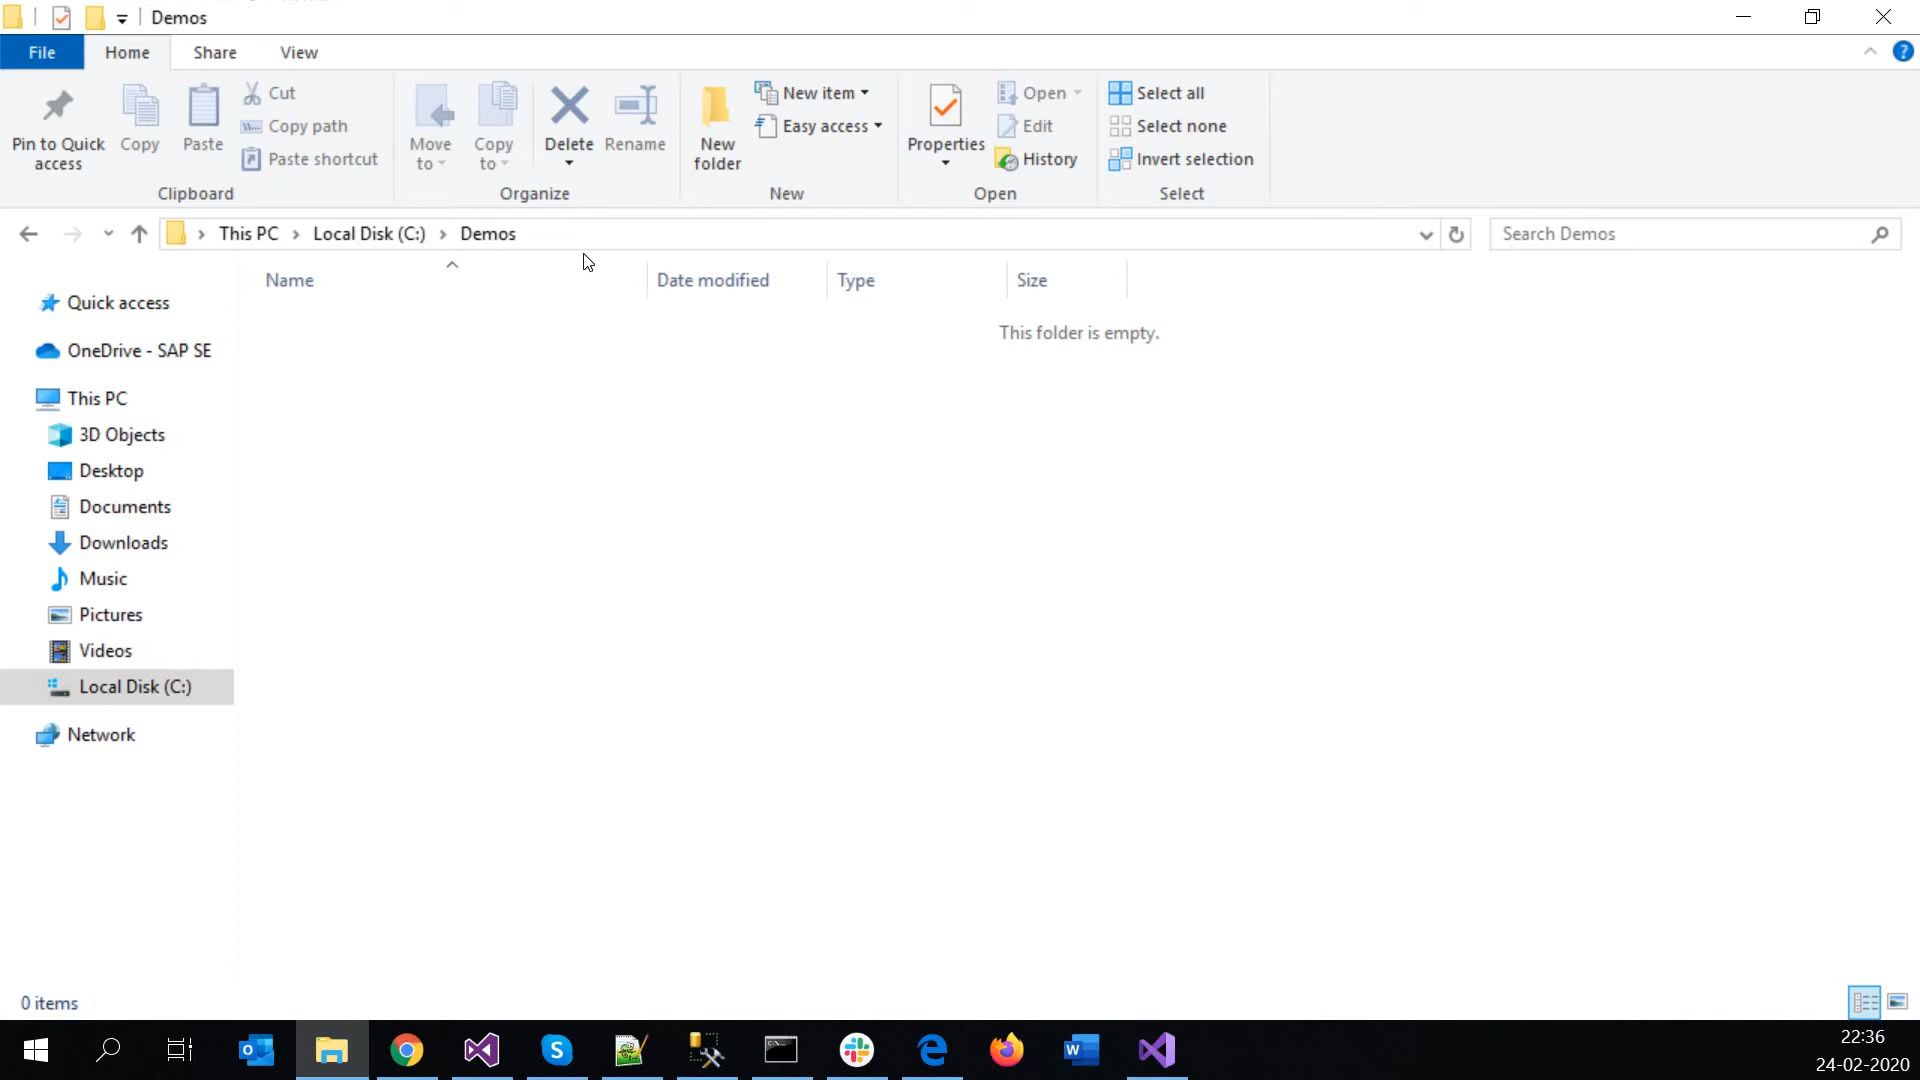 Demos
File Home Share View
Pin to Quick access
Copy
Paste
Cut
Copy path
Paste shortcut
Clipboard
Move to
Copy to
Delete
Rename
Organize
New folder
New item
Easy access
New
Properties
Open
Edit
History
Open
Select all
Select none
Invert selection
Select
This PC Local Disk (C:) Demos
Search Demos
Name Date modified Type Size
This folder is empty.
Quick access
OneDrive - SAP SE
This PC
3D Objects
Desktop
Documents
Downloads
Music
Pictures
Videos
Local Disk (C:)
Network
0 items
22:36
24-02-2020